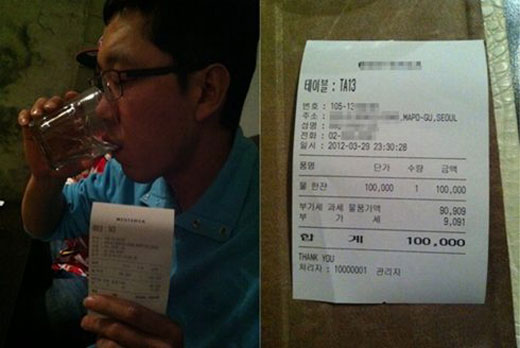 테이블 : TA13
번호 : 105-13
주소 : ,MAPO-GU,SEOUL
성명 :
전화 : 02-
일시 : 2012-03-29 23:30:28
품명 단가 수량 금액
물 한잔 100,000 1 100,000
부가세 과세 물품가액 90,909
부 가 세 9,091
합 계 100,000
THANK YOU
처리자 : 10000001 관리자